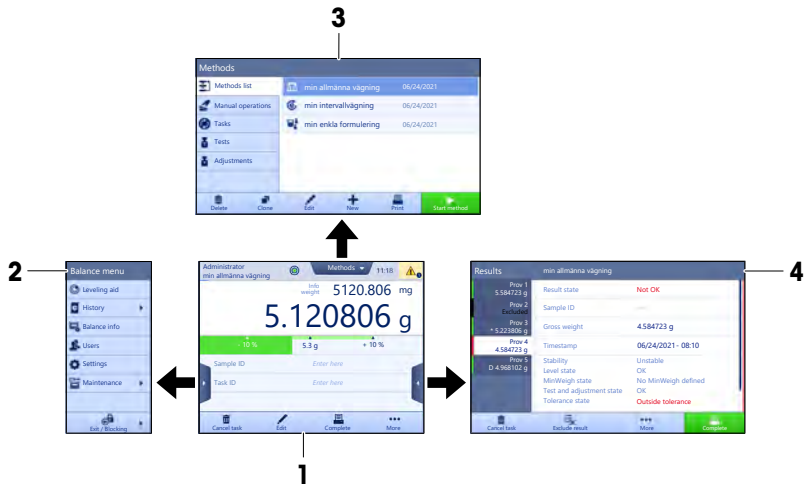 3
Methods
Methods list
min allmänna vägning 06/24/2021
Manual operations
min intervallvägning 06/24/2021
Tasks
min enkla formulering 06/24/2021
Tests
Adjustments
Delete Clone Edit New Print Start method
2
Balance menu
Leveling aid
History
Balance info
Users
Settings
Maintenance
Exit / Blocking
Administrator
min allmänna vägning
Methods 11:18
Info
weight 5120.806 mg
5.120806 g
- 10 % 5.3 g + 10 %
Sample ID Enter here
Task ID Enter here
Cancel task Edit Complete More
1
4
Results min allmänna vägning
Prov 1
5.584723 g
Prov 2
Excluded
Prov 3
* 5.223806 g
Prov 4
4.584723 g
Prov 5
D 4.968102 g
Result state Not OK
Sample ID ---
Gross weight 4.584723 g
Timestamp 06/24/2021- 08:10
Stability Unstable
Level state OK
MinWeigh state No MinWeigh defined
Test and adjustment state OK
Tolerance state Outside tolerance
Cancel task Exclude result More Complete